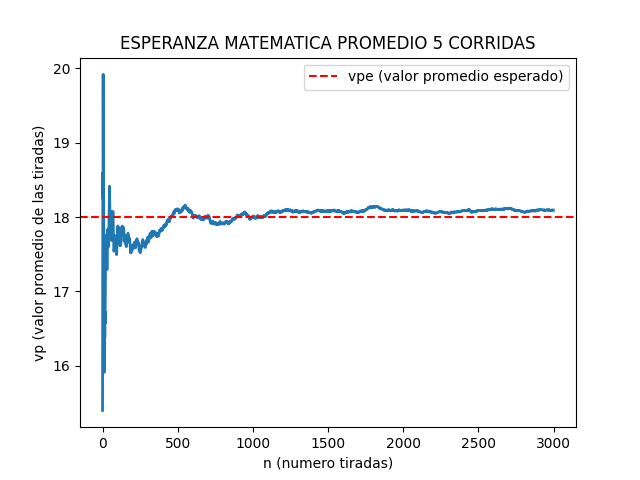 ESPERANZA MATEMATICA PROMEDIO 5 CORRIDAS
vpe (valor promedio esperado)
vp (valor promedio de las tiradas)
20
19
18
17
16
0 500 1000 1500 2000 2500 3000
n (numero tiradas)